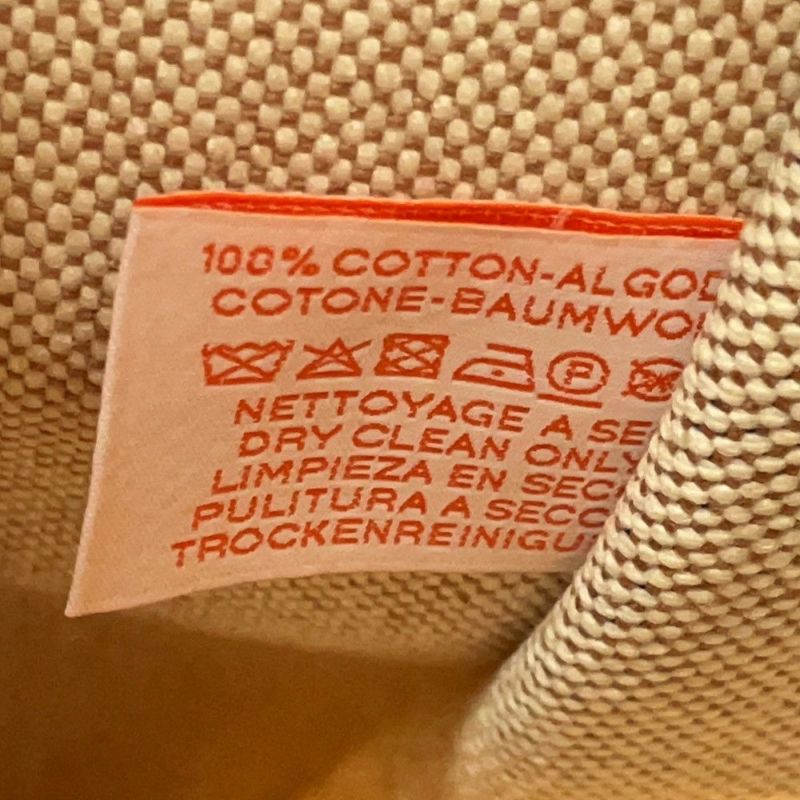 100% COTTON-ALGOD
COTONE-BAUMWO
P
NETTOYAGE A SE
DRY CLEAN ONLY
LIMPIEZA EN SEC
PULITURA A SECC
TROCKENREINIGU